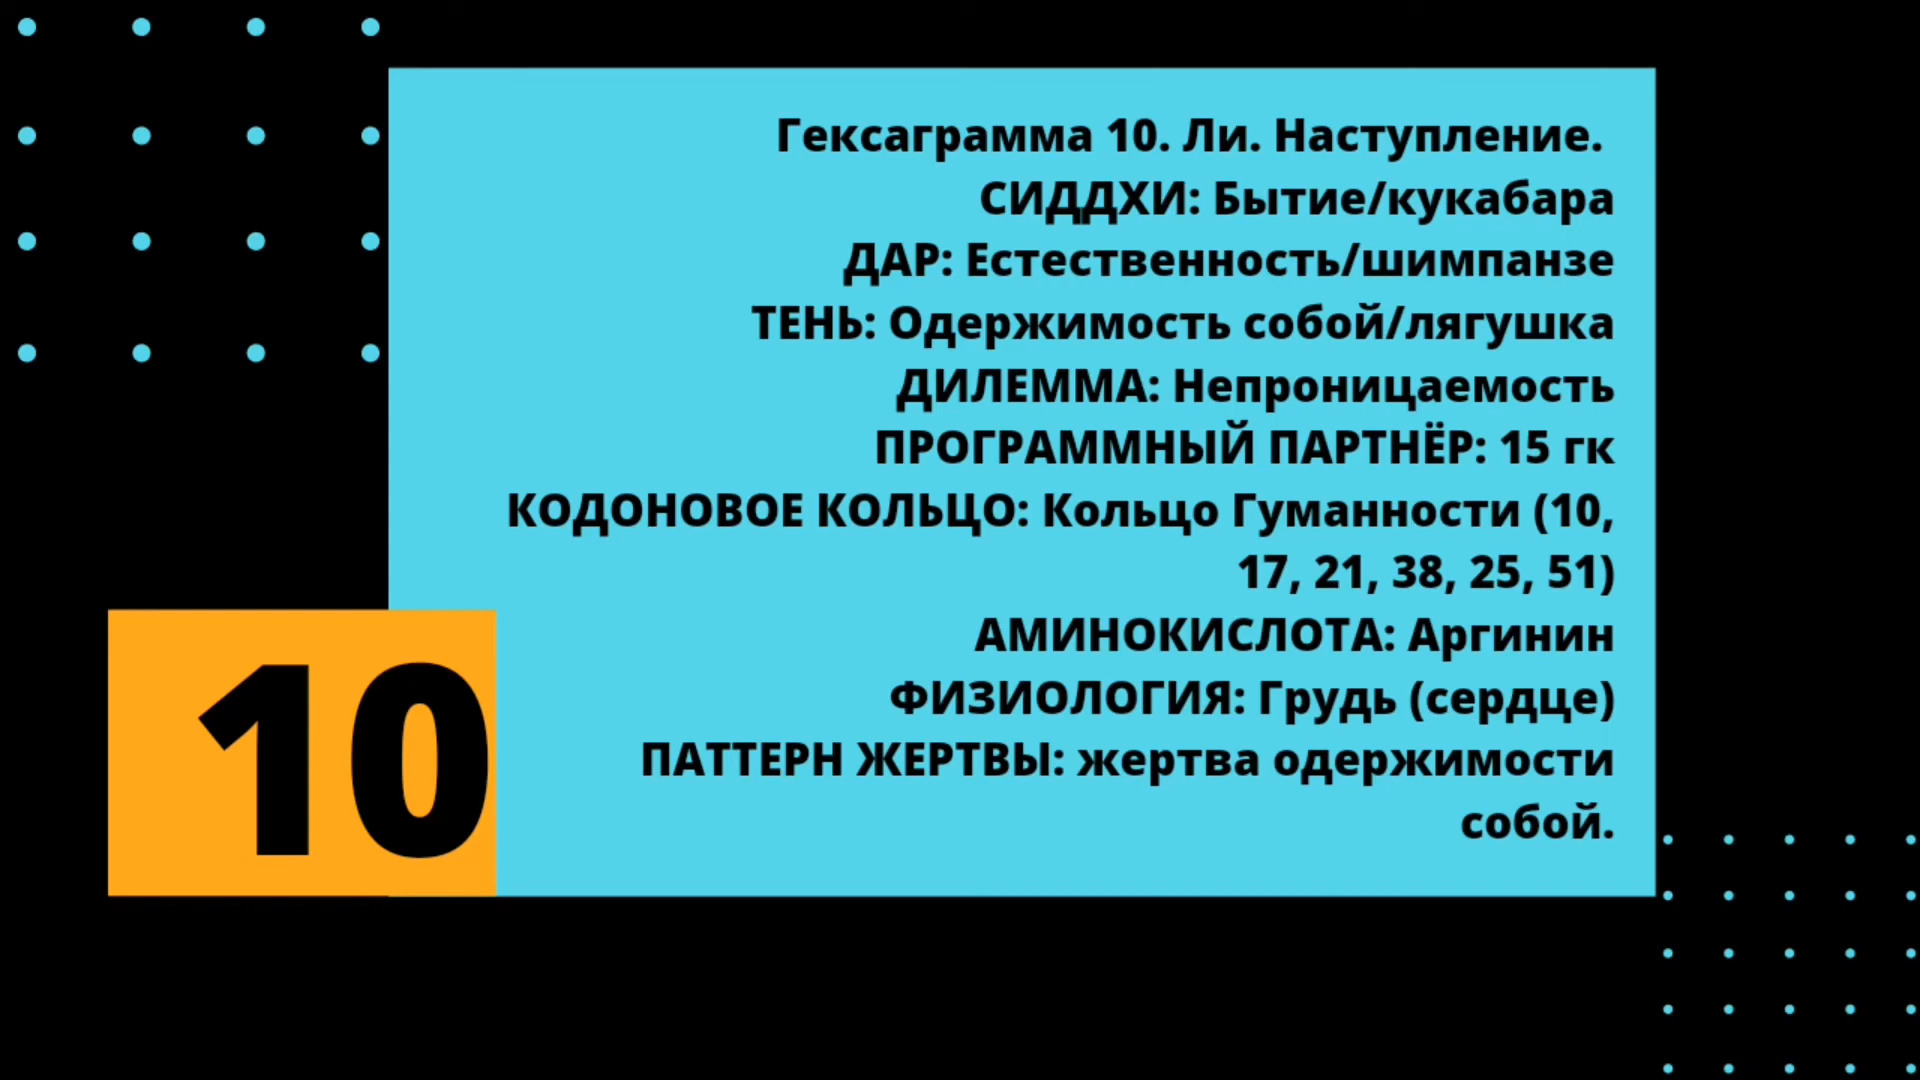 Гексаграмма 10. Ли. Наступление.
СИДДХИ: Бытие/кукабара
ДАР: Естественность/шимпанзе
ТЕНЬ: Одержимость собой/лягушка
ДИЛЕММА: Непроницаемость
ПРОГРАММНЫЙ ПАРТНЁР: 15 гк
КОДОНОВОЕ КОЛЬЦО: Кольцо Гуманности (10,
17, 21, 38, 25, 51)
АМИНОКИСЛОТА: Аргинин
ФИЗИОЛОГИЯ: Грудь (сердце)
ПАТТЕРН ЖЕРТВЫ: жертва одержимости
собой.
10